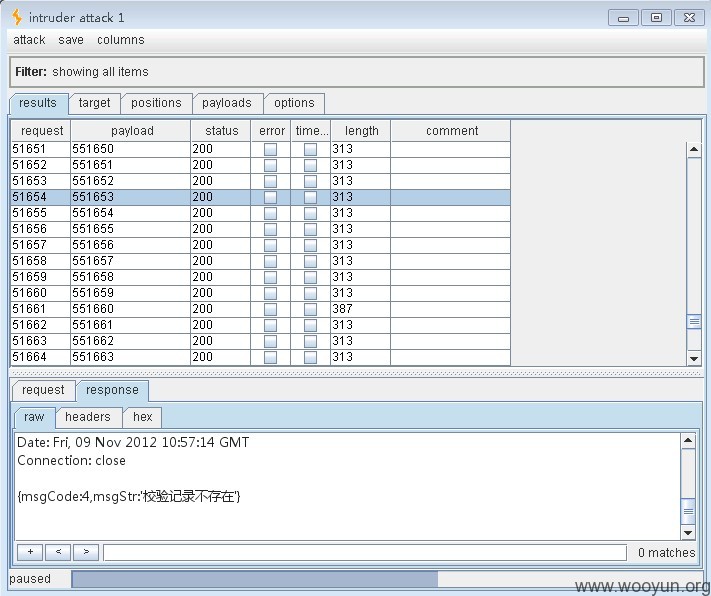 intruder attack 1
attack save columns
Filter: showing all items
results target positions payloads options
request payload status error time... length comment
51651 551650 200 313
51652 551651 200 313
51653 551652 200 313
51654 551653 200 313
51655 551654 200 313
51656 551655 200 313
51657 551656 200 313
51658 551657 200 313
51659 551658 200 313
51660 551659 200 313
51661 551660 200 387
51662 551661 200 313
51663 551662 200 313
51664 551663 200 313
request response
raw headers hex
Date: Fri, 09 Nov 2012 10:57:14 GMT
Connection: close
{msgCode:4,msgStr:'校验记录不存在'}
+ < > 0 matches
paused
www.wooyun.org